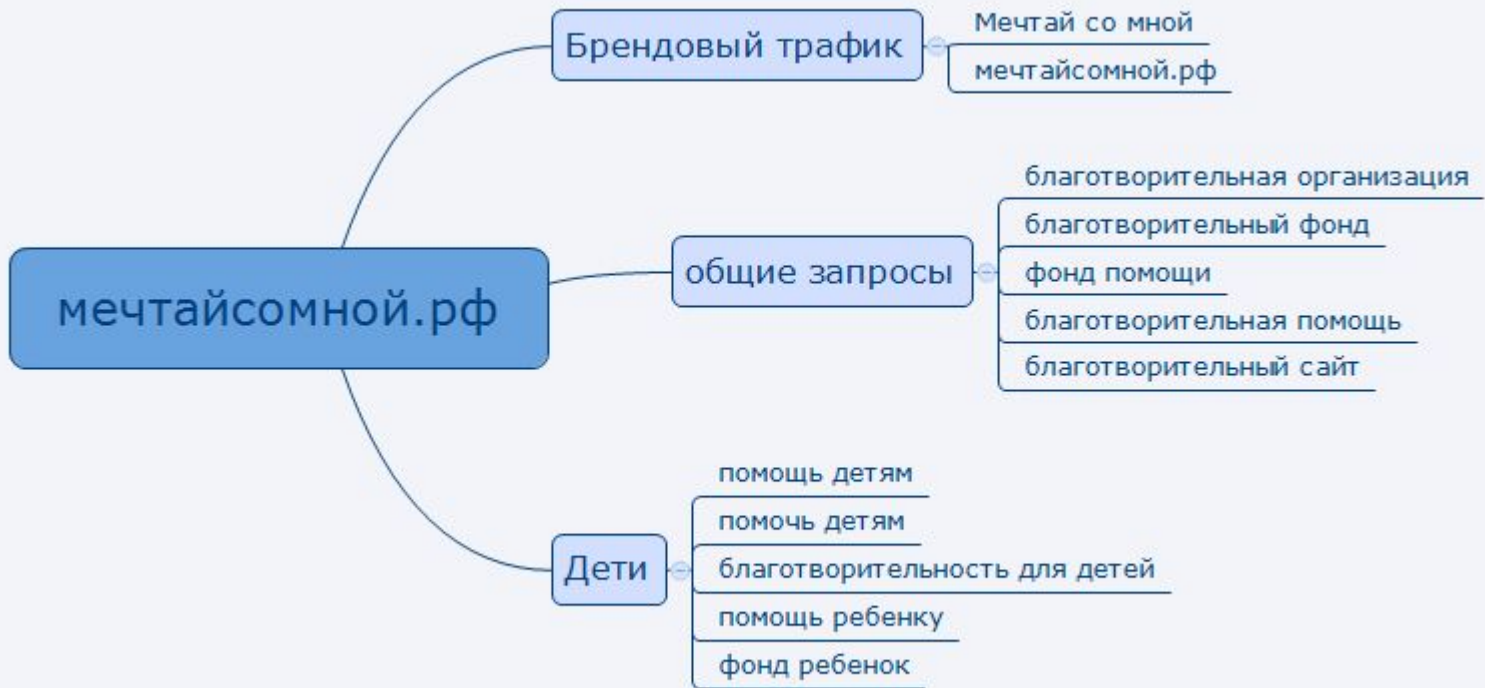 мечтайсомной.рф
Брендовый трафик
Мечтай со мной
мечтайсомной.рф
общие запросы
благотворительная организация
благотворительный фонд
фонд помощи
благотворительная помощь
благотворительный сайт
Дети
помощь детям
помочь детям
благотворительность для детей
помощь ребенку
фонд ребенок